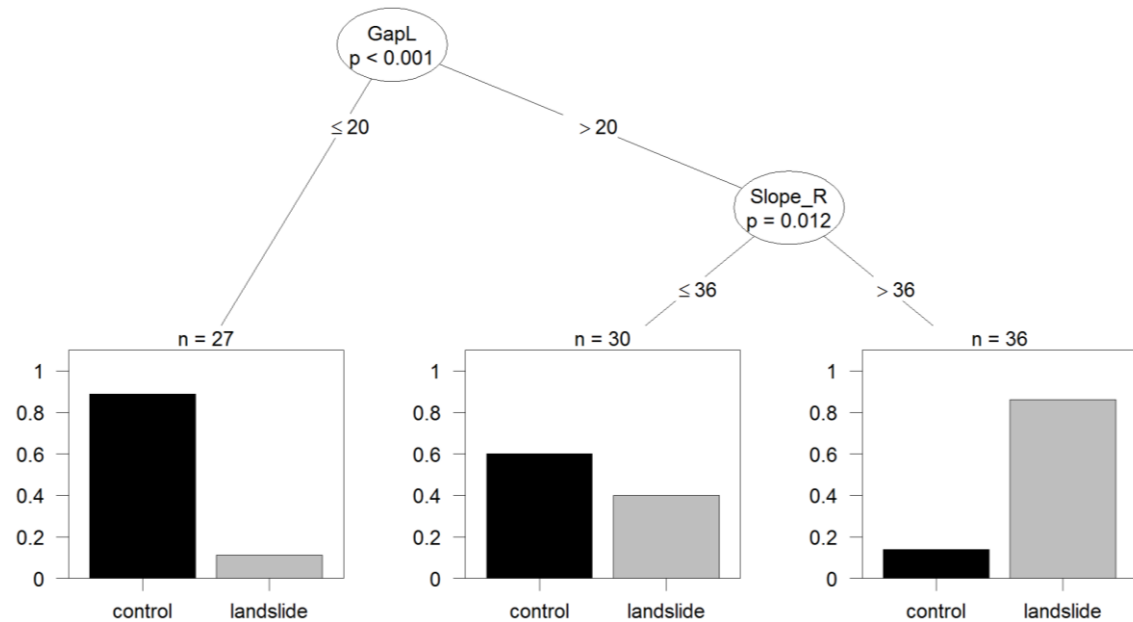 GapL
p < 0.001
≤ 20
> 20
Slope_R
p = 0.012
≤ 36
> 36
n = 27
1
0.8
0.6
0.4
0.2
0
control landslide
n = 30
1
0.8
0.6
0.4
0.2
0
control landslide
n = 36
1
0.8
0.6
0.4
0.2
0
control landslide